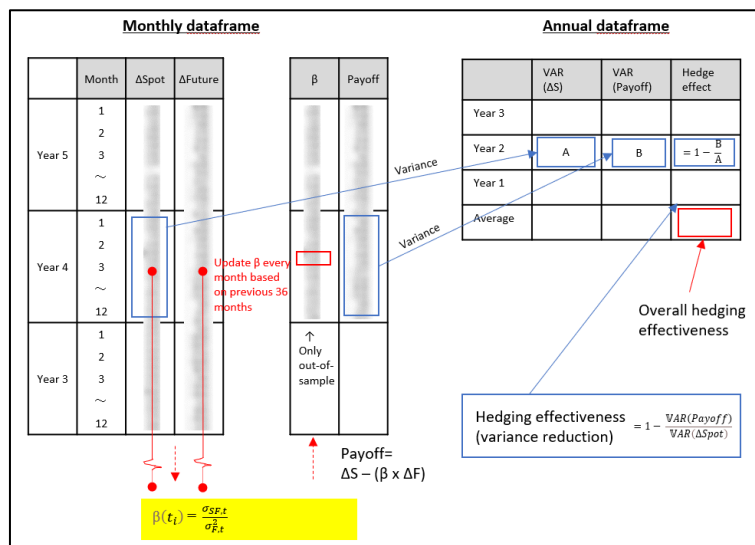 Monthly dataframe
Annual dataframe
Month ΔSpot ΔFuture
β Payoff
VAR (ΔS)
VAR (Payoff)
Hedge effect
Year 5
1
2
3
～
12
Year 4
1
2
3
～
12
Year 3
1
2
3
～
12
Update β every month based on previous 36 months
↑
Only out-of-sample
Variance
Variance
Year 3
Year 2 A B = 1 − B/A
Year 1
Average
Overall hedging effectiveness
Hedging effectiveness (variance reduction) = 1 − 𝕍AR(Payoff)/𝕍AR(ΔSpot)
Payoff= ΔS – (β x ΔF)
β(tᵢ) = σ_SF,t/σ²_F,t